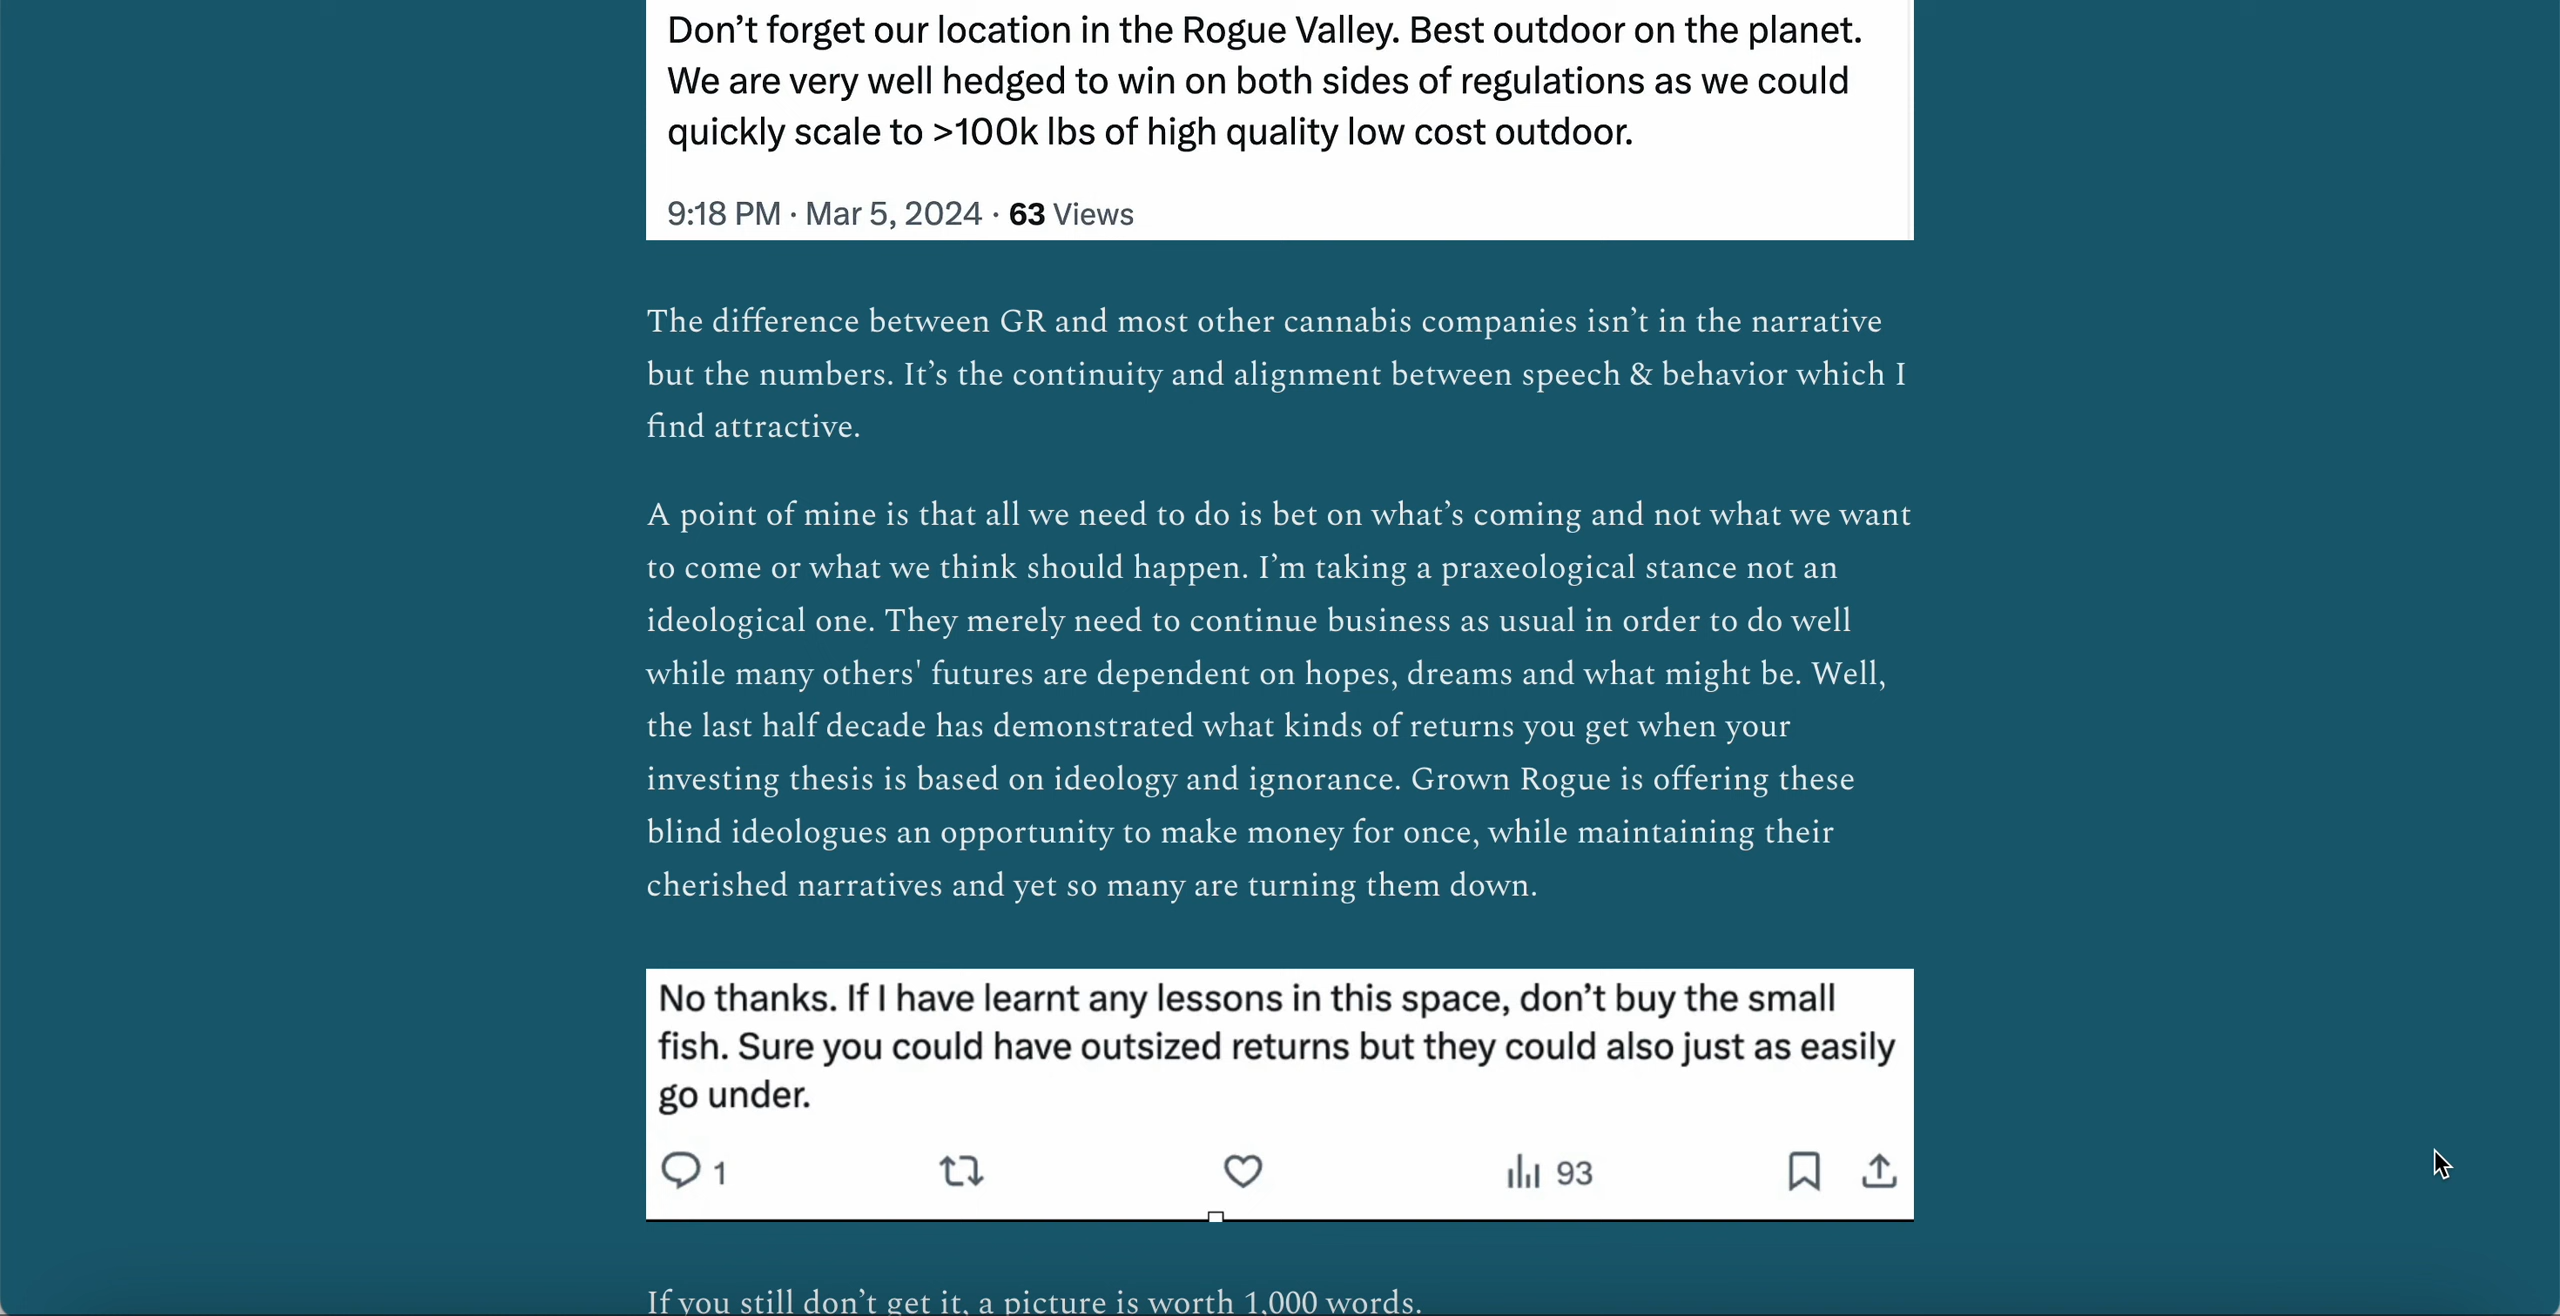 Don’t forget our location in the Rogue Valley. Best outdoor on the planet.
We are very well hedged to win on both sides of regulations as we could
quickly scale to >100k lbs of high quality low cost outdoor.
9:18 PM · Mar 5, 2024 · 63 Views
The difference between GR and most other cannabis companies isn’t in the narrative
but the numbers. It’s the continuity and alignment between speech & behavior which I
find attractive.
A point of mine is that all we need to do is bet on what’s coming and not what we want
to come or what we think should happen. I’m taking a praxeological stance not an
ideological one. They merely need to continue business as usual in order to do well
while many others' futures are dependent on hopes, dreams and what might be. Well,
the last half decade has demonstrated what kinds of returns you get when your
investing thesis is based on ideology and ignorance. Grown Rogue is offering these
blind ideologues an opportunity to make money for once, while maintaining their
cherished narratives and yet so many are turning them down.
No thanks. If I have learnt any lessons in this space, don’t buy the small
fish. Sure you could have outsized returns but they could also just as easily
go under.
1 93
If you still don’t get it, a picture is worth 1,000 words.